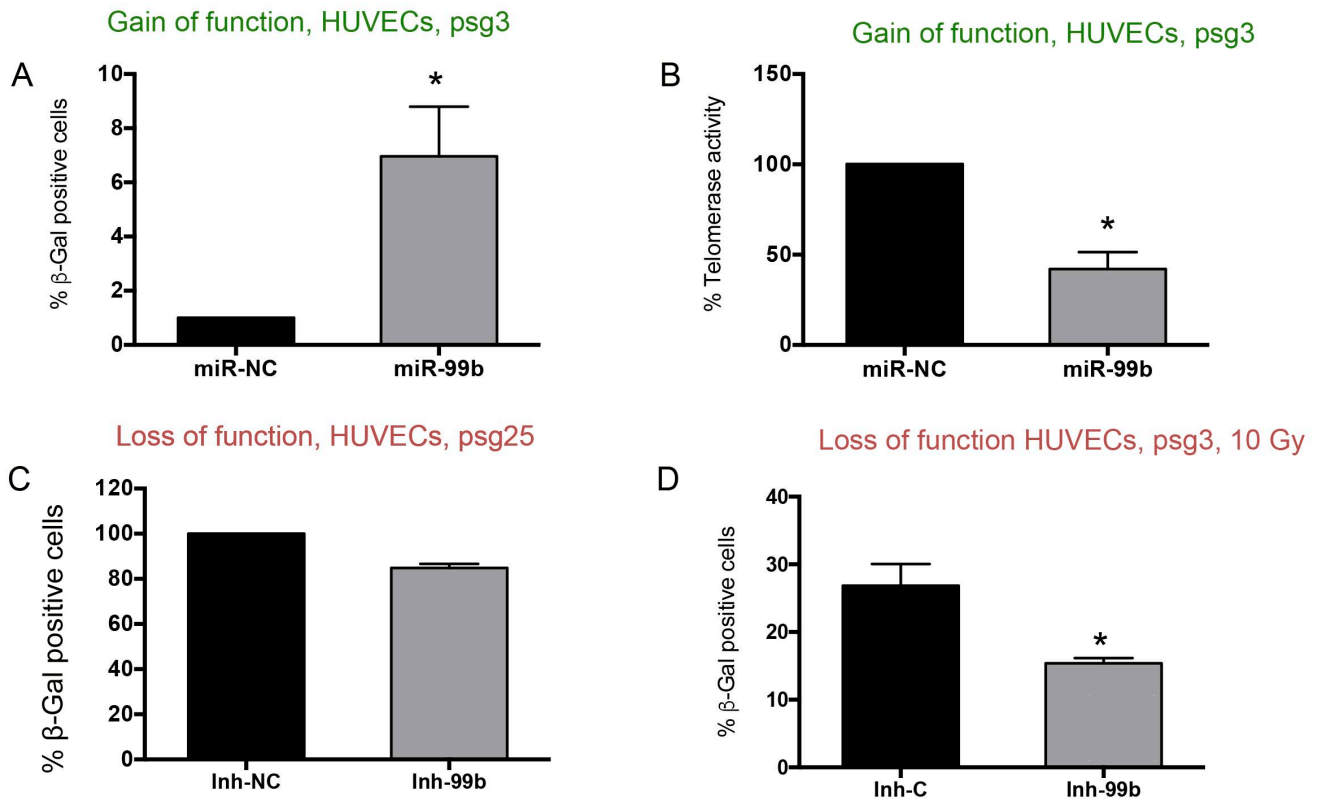 Gain of function, HUVECs, psg3
A
% β-Gal positive cells
10
8
6
4
2
0
*
miR-NC
miR-99b
Gain of function, HUVECs, psg3
B
% Telomerase activity
150
100
50
0
*
miR-NC
miR-99b
Loss of function, HUVECs, psg25
C
% β-Gal positive cells
120
100
80
60
40
20
0
Inh-NC
Inh-99b
Loss of function HUVECs, psg3, 10 Gy
D
% β-Gal positive cells
40
30
20
10
0
*
Inh-C
Inh-99b